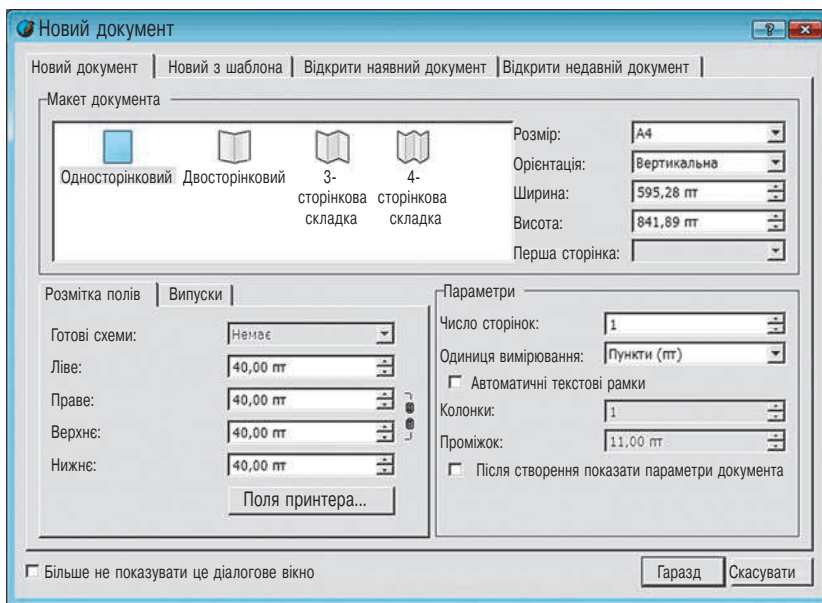 Новий документ
Новий документ Новий з шаблона Відкрити наявний документ Відкрити недавній документ
Макет документа
Односторінковий Двосторінковий 3-сторінкова складка 4-сторінкова складка
Розмір: A4
Орієнтація: Вертикальна
Ширина: 595,28 пт
Висота: 841,89 пт
Перша сторінка:
Розмітка полів Випуски
Готові схеми: Немає
Ліве: 40,00 пт
Праве: 40,00 пт
Верхнє: 40,00 пт
Нижнє: 40,00 пт
Поля принтера...
Параметри
Число сторінок: 1
Одиниця вимірювання: Пункти (пт)
Автоматичні текстові рамки
Колонки: 1
Проміжок: 11,00 пт
Після створення показати параметри документа
Більше не показувати це діалогове вікно
Гаразд Скасувати